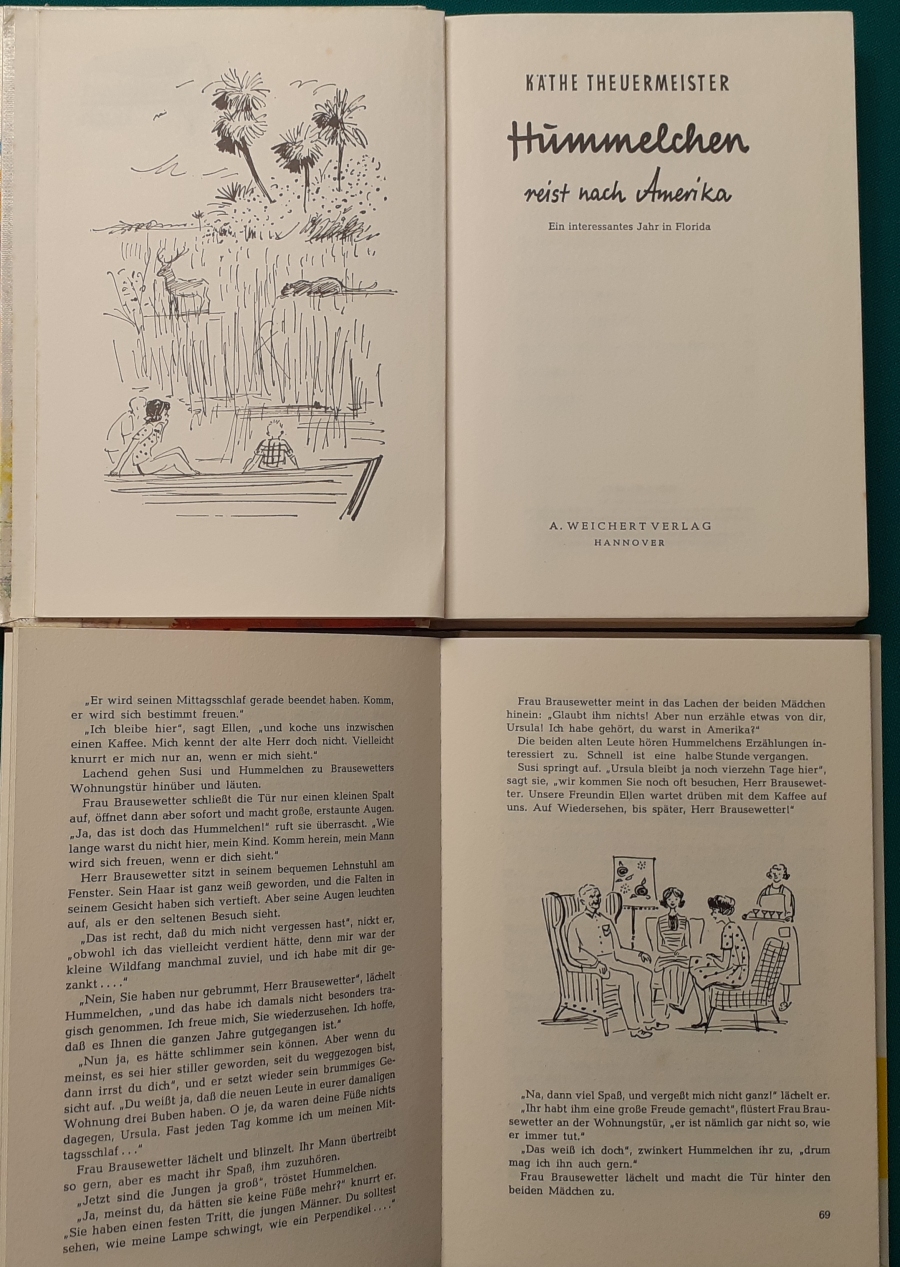 KÄTHE THEUERMEISTER
Hummelchen
reist nach Amerika
Ein interessantes Jahr in Florida
A. WEICHERT VERLAG
HANNOVER
„Er wird seinen Mittagsschlaf gerade beendet haben. Komm,
er wird sich bestimmt freuen."
„Ich bleibe hier", sagt Ellen, „und koche uns inzwischen
einen Kaffee. Mich kennt der alte Herr doch nicht. Vielleicht
knurrt er mich nur an, wenn er mich sieht."
Lachend gehen Susi und Hummelchen zu Brausewetters
Wohnungstür hinüber und läuten.
Frau Brausewetter schließt die Tür nur einen kleinen Spalt
auf, öffnet dann aber sofort und macht große, erstaunte Augen.
„Ja, das ist doch das Hummelchen!" ruft sie überrascht. „Wie
lange warst du nicht hier, mein Kind. Komm herein, mein Mann
wird sich freuen, wenn er dich sieht."
Herr Brausewetter sitzt in seinem bequemen Lehnstuhl am
Fenster. Sein Haar ist ganz weiß geworden, und die Falten in
seinem Gesicht haben sich vertieft. Aber seine Augen leuchten
auf, als er den seltenen Besuch sieht.
„Das ist recht, daß du mich nicht vergessen hast", nickt er,
„obwohl ich das vielleicht verdient hätte, denn mir war der
kleine Wildfang manchmal zuviel, und ich habe mit dir ge-
zankt . . . ."
„Nein, Sie haben nur gebrummt, Herr Brausewetter", lächelt
Hummelchen, „und das habe ich damals nicht besonders tra-
gisch genommen. Ich freue mich, Sie wiederzusehen. Ich hoffe,
daß es Ihnen die ganzen Jahre gutgegangen ist."
„Nun ja, es hätte schlimmer sein können. Aber wenn du
meinst, es sei hier stiller geworden, seit du weggezogen bist,
dann irrst du dich", und er setzt wieder sein brummiges Ge-
sicht auf. „Du weißt ja, daß die neuen Leute in eurer damaligen
Wohnung drei Buben haben. O je, da waren deine Füße nichts
dagegen, Ursula. Fast jeden Tag komme ich um meinen Mit-
tagsschlaf . . ."
Frau Brausewetter lächelt und blinzelt. Ihr Mann übertreibt
so gern, aber es macht ihr Spaß, ihm zuzuhören.
„Jetzt sind die Jungen ja groß", tröstet Hummelchen.
„Ja, meinst du, da hätten sie keine Füße mehr?" knurrt er.
„Sie haben einen festen Tritt, die jungen Männer. Du solltest
sehen, wie meine Lampe schwingt, wie ein Perpendikel . . . ."
Frau Brausewetter meint in das Lachen der beiden Mädchen
hinein: „Glaubt ihm nichts! Aber nun erzähle etwas von dir,
Ursula! Ich habe gehört, du warst in Amerika?"
Die beiden alten Leute hören Hummelchens Erzählungen in-
teressiert zu. Schnell ist eine halbe Stunde vergangen.
Susi springt auf. „Ursula bleibt ja noch vierzehn Tage hier",
sagt sie, „wir kommen Sie noch oft besuchen, Herr Brausewet-
ter. Unsere Freundin Ellen wartet drüben mit dem Kaffee auf
uns. Auf Wiedersehen, bis später, Herr Brausewetter!"
„Na, dann viel Spaß, und vergeßt mich nicht ganz!" lächelt er.
„Ihr habt ihm eine große Freude gemacht", flüstert Frau Brau-
sewetter an der Wohnungstür, „er ist nämlich gar nicht so, wie
er immer tut."
„Das weiß ich doch", zwinkert Hummelchen ihr zu, „drum
mag ich ihn auch gern."
Frau Brausewetter lächelt und macht die Tür hinter den
beiden Mädchen zu.
69